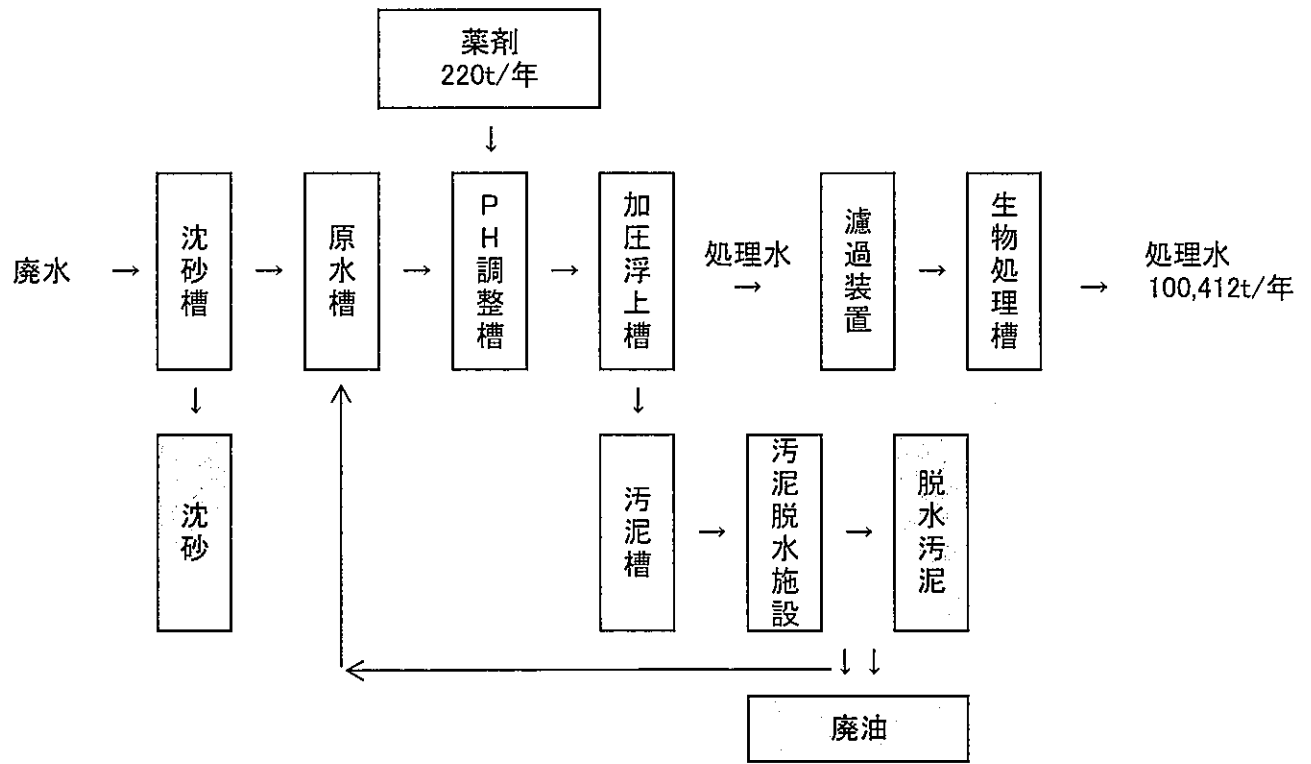 薬剤
220t/年
↓
廃水 → 沈砂槽 → 原水槽 → PH調整槽 → 加圧浮上槽 処理水 → 濾過装置 → 生物処理槽 → 処理水
100,412t/年
↓ ↓
沈砂 汚泥槽 → 汚泥脱水施設 → 脱水汚泥
↓ ↓
廃油